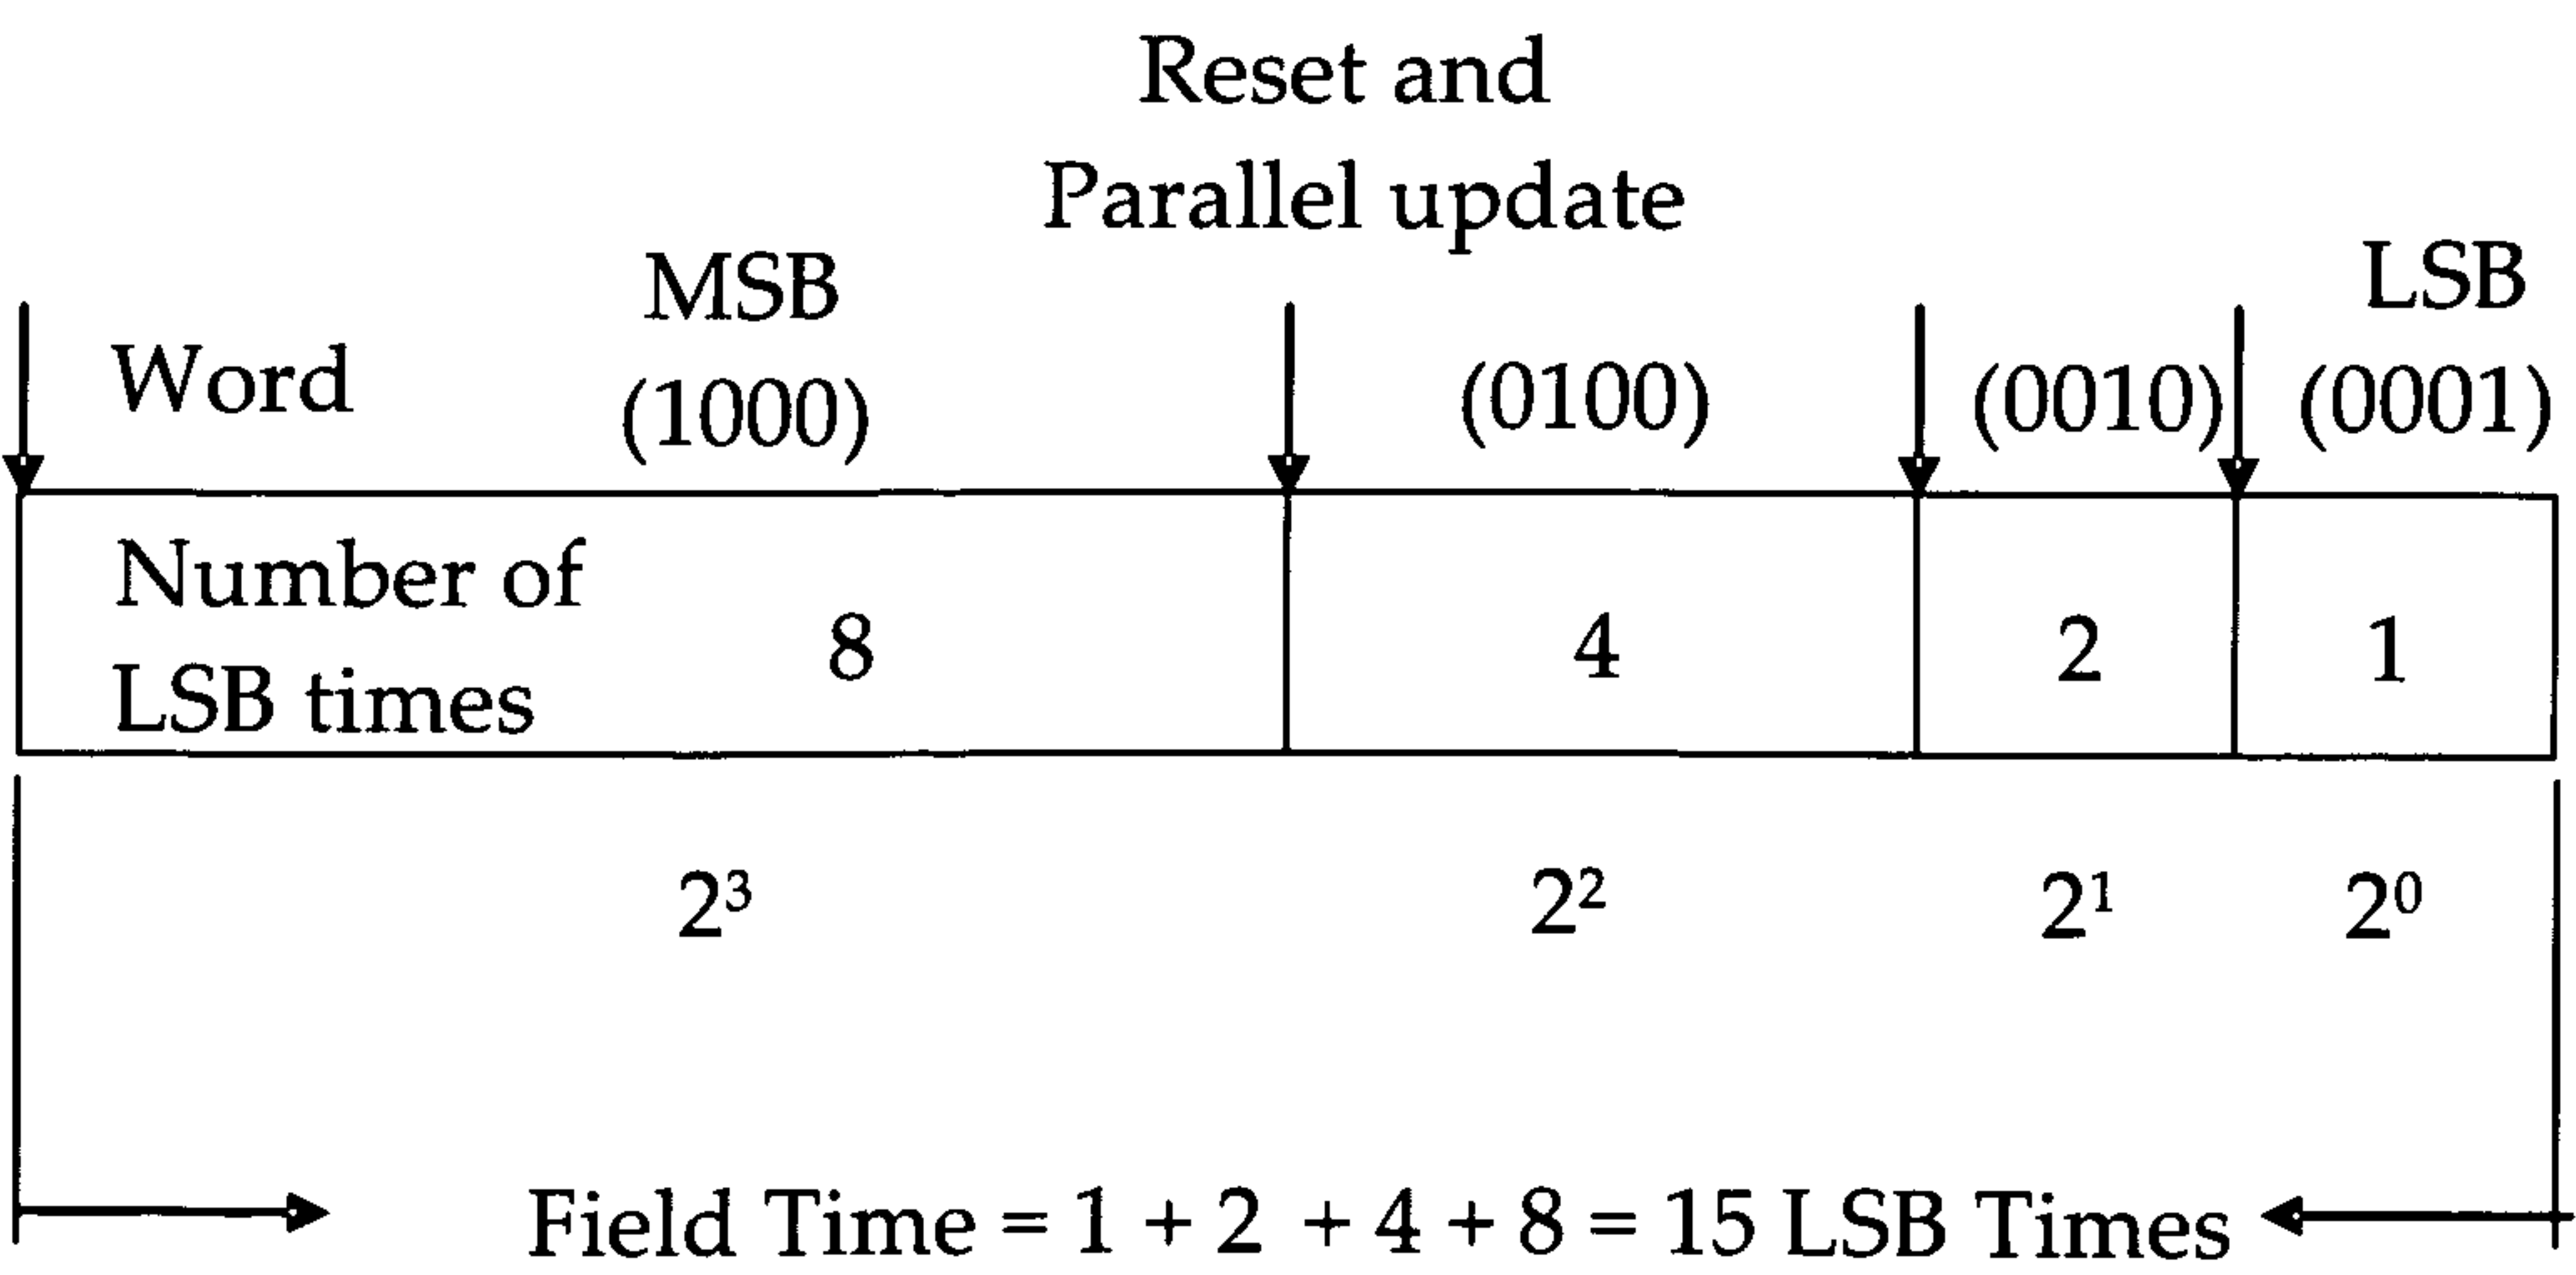 Reset and
Parallel update
MSB
LSB
Word
(1000)
(0100)
(0010)
(0001)
Number of
LSB times
8
4
2
1
2³
2²
2¹
2⁰
Field Time = 1 + 2 + 4 + 8 = 15 LSB Times